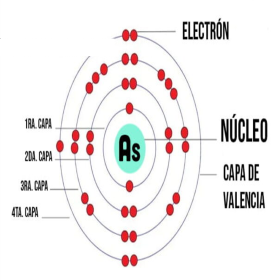 ELECTRÓN
1RA. CAPA
NÚCLEO
As
2DA. CAPA
CAPA DE
VALENCIA
3RA. CAPA
4TA. CAPA